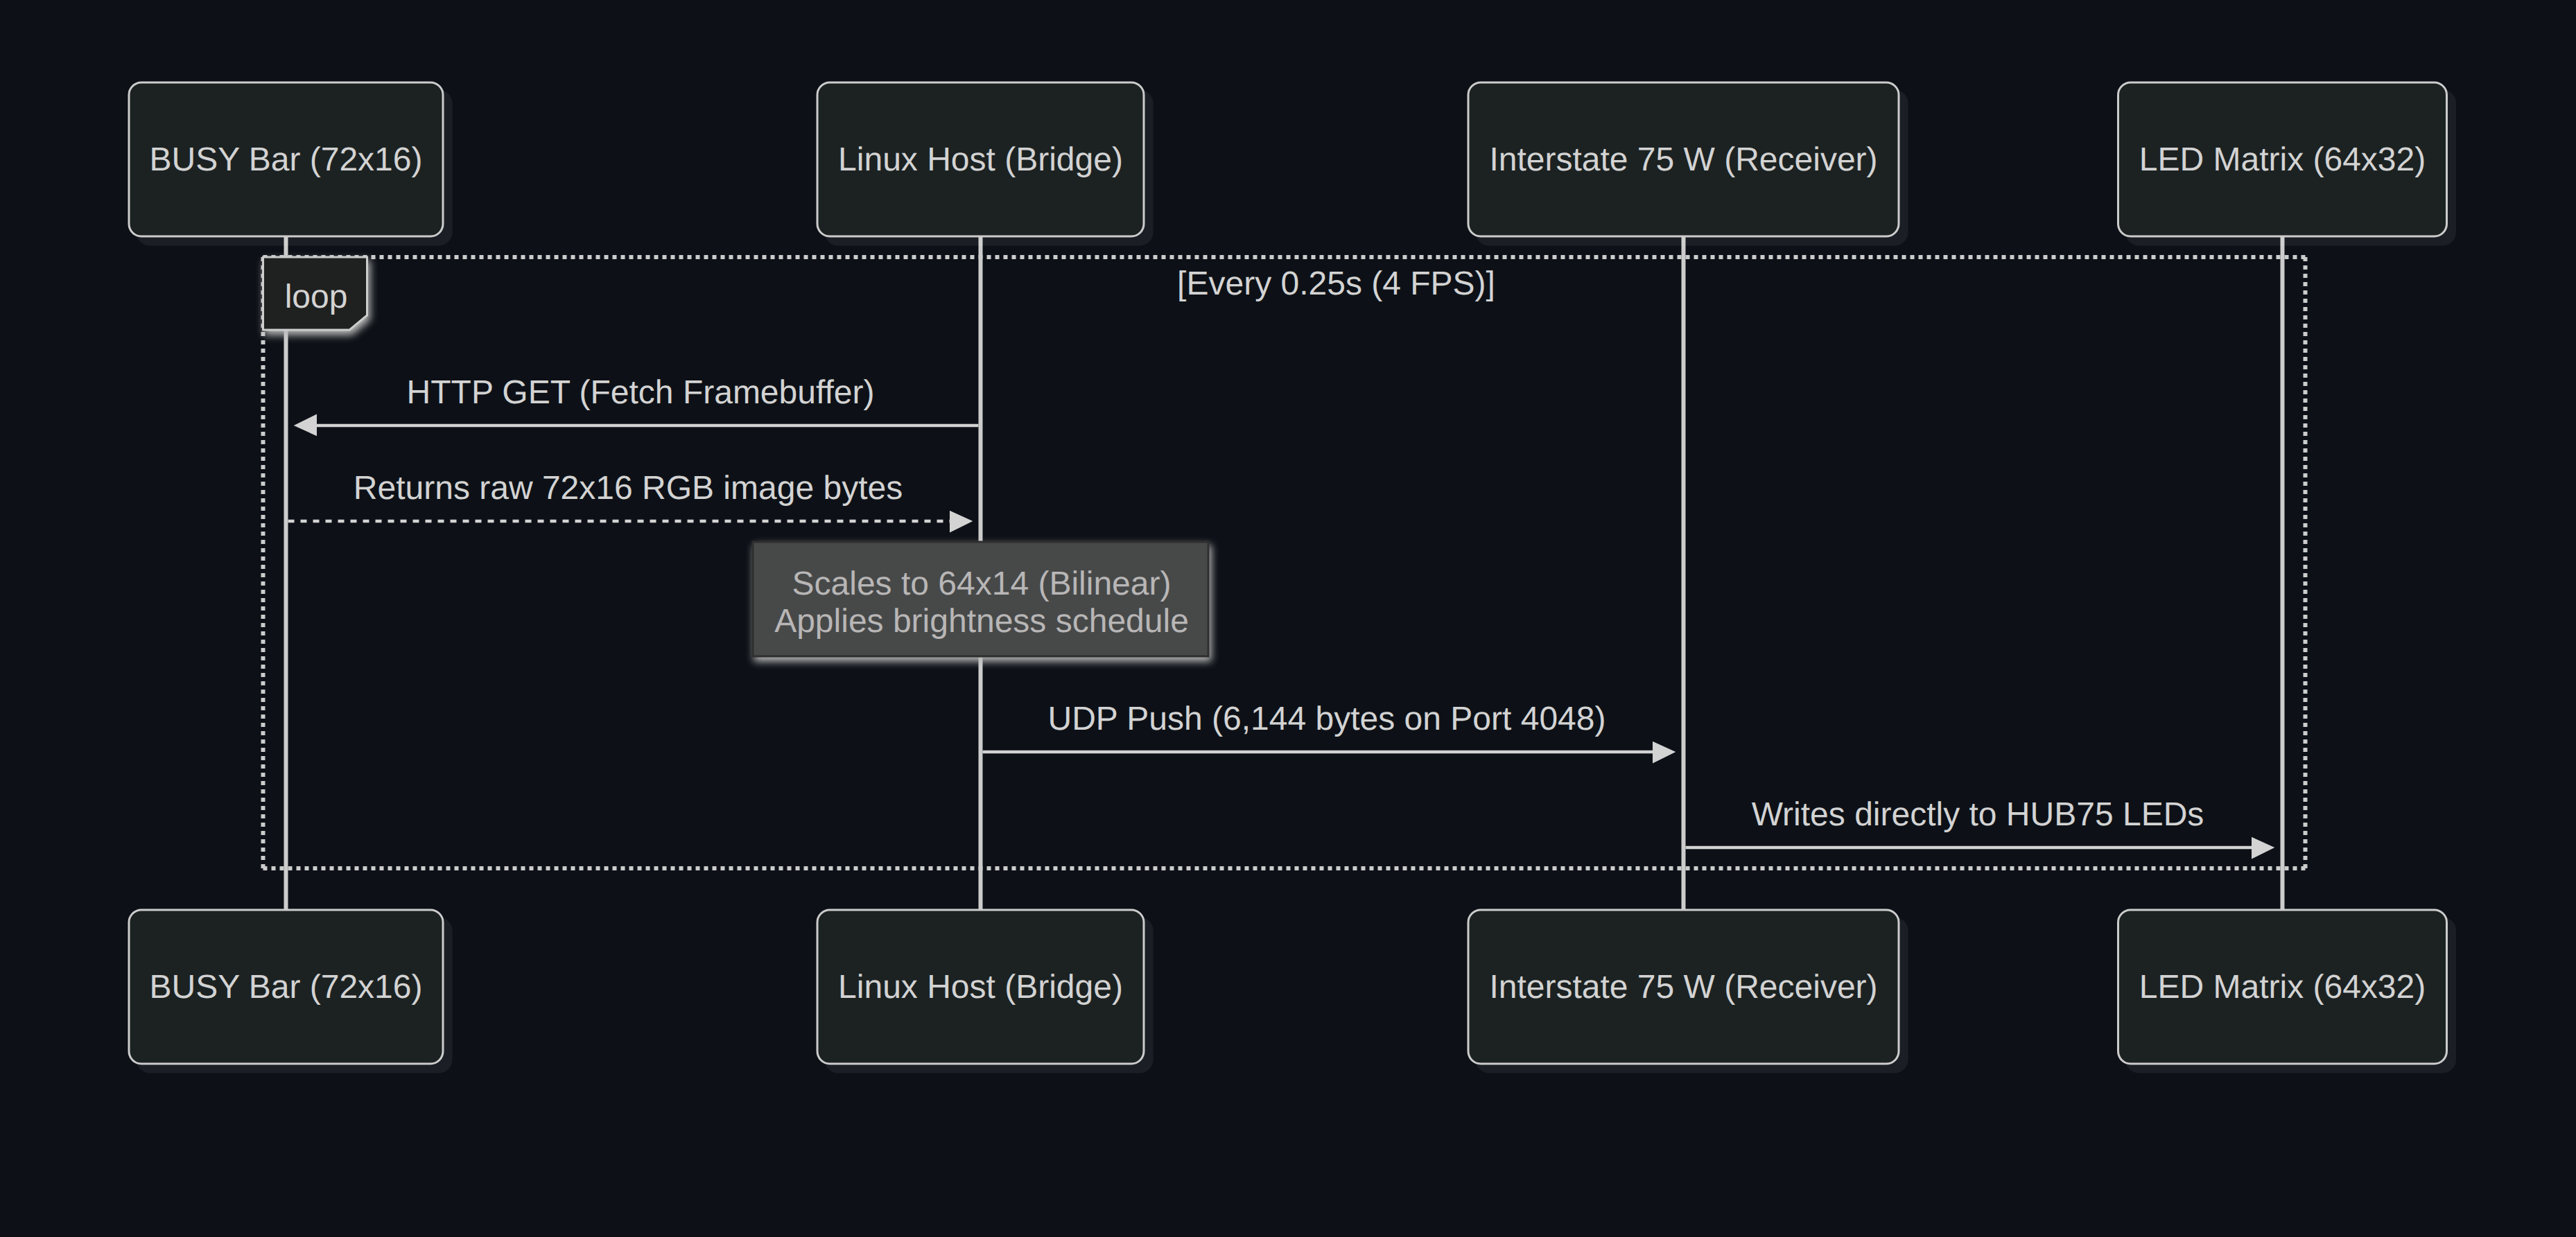 BUSY Bar (72x16)
Linux Host (Bridge)
Interstate 75 W (Receiver)
LED Matrix (64x32)
loop
[Every 0.25s (4 FPS)]
HTTP GET (Fetch Framebuffer)
Returns raw 72x16 RGB image bytes
Scales to 64x14 (Bilinear)
Applies brightness schedule
UDP Push (6,144 bytes on Port 4048)
Writes directly to HUB75 LEDs
BUSY Bar (72x16)
Linux Host (Bridge)
Interstate 75 W (Receiver)
LED Matrix (64x32)